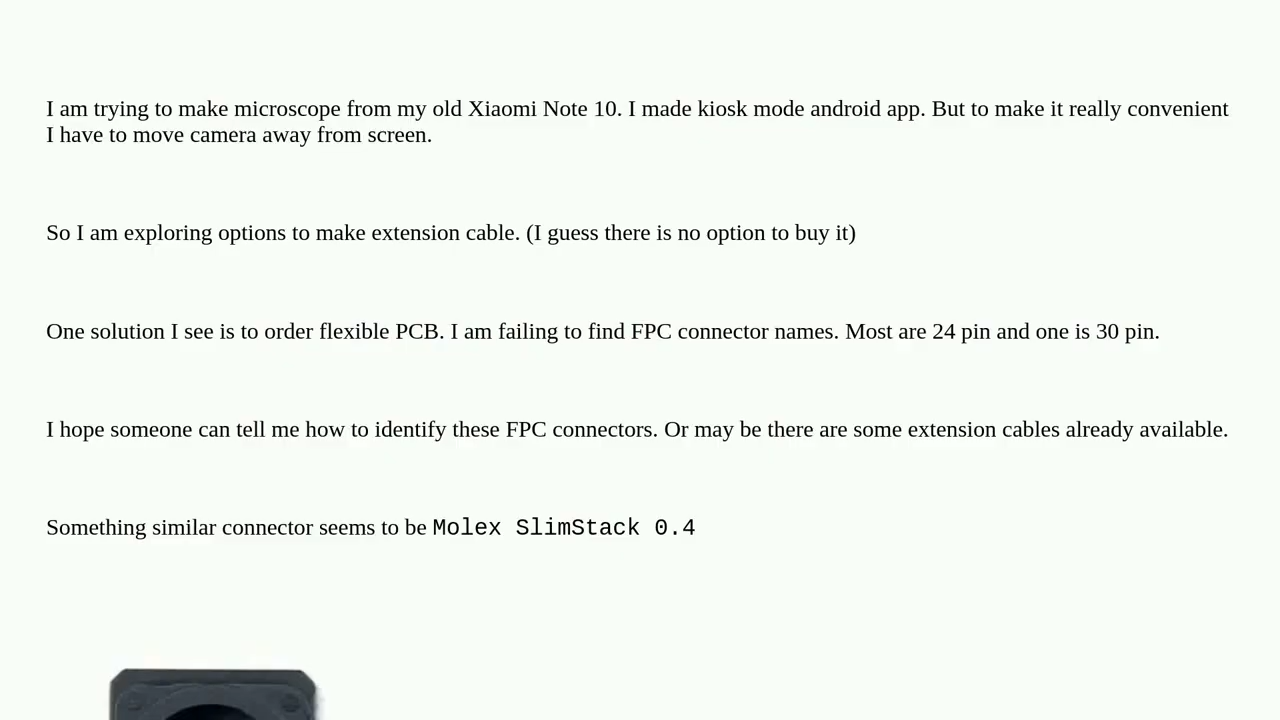 I am trying to make microscope from my old Xiaomi Note 10. I made kiosk mode android app. But to make it really convenient
I have to move camera away from screen.
So I am exploring options to make extension cable. (I guess there is no option to buy it)
One solution I see is to order flexible PCB. I am failing to find FPC connector names. Most are 24 pin and one is 30 pin.
I hope someone can tell me how to identify these FPC connectors. Or may be there are some extension cables already available.
Something similar connector seems to be Molex SlimStack 0.4